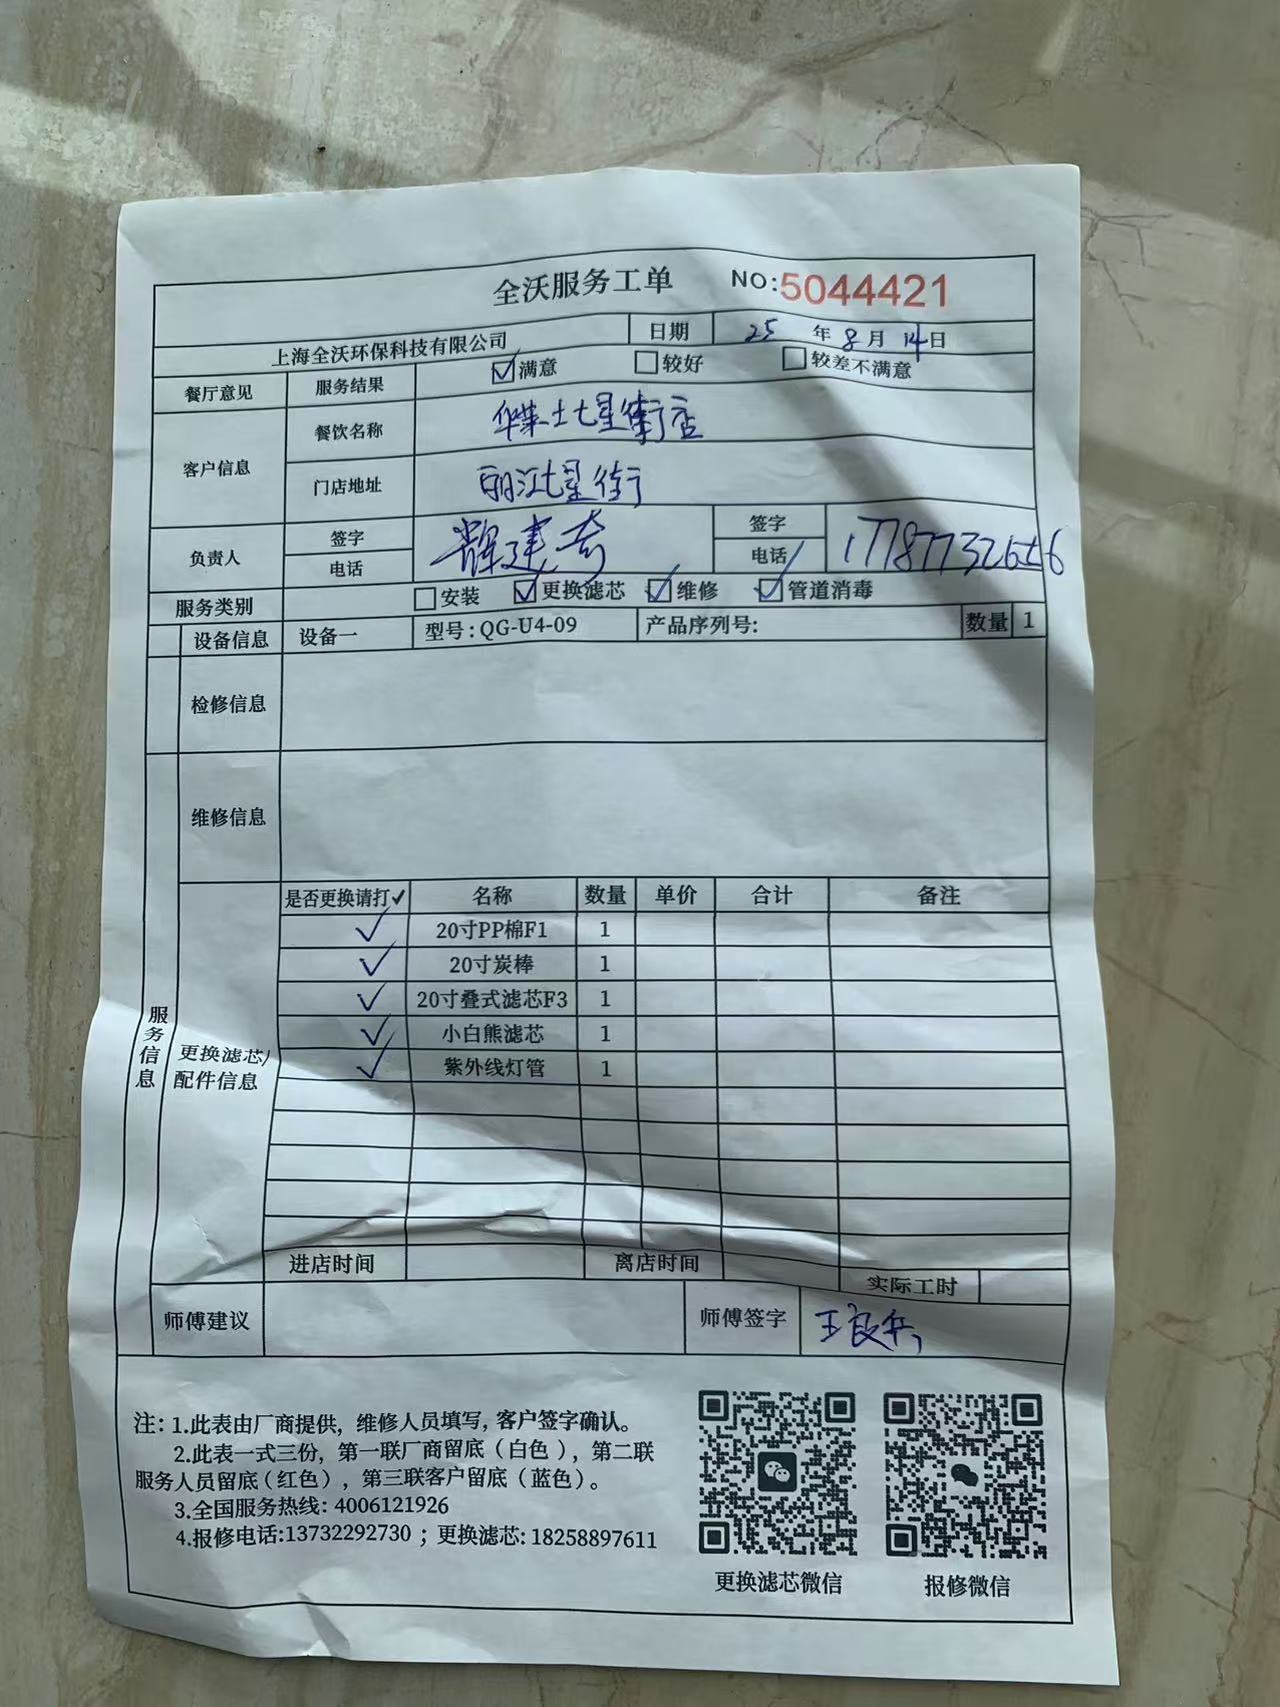 全沃服务工单 NO:5044421
上海全沃环保科技有限公司 日期 25 年 8 月 14 日
餐厅意见 服务结果 ☑满意 ☐较好 ☐较差不满意
客户信息 餐饮名称 华莱士七星街店
门店地址 丽江七星街
负责人 签字 建 签字
电话 电话
服务类别 ☐安装 ☑更换滤芯 ☑维修 ☑管道消毒
设备信息 设备一 型号:QG-U4-09 产品序列号: 数量 1
检修信息
维修信息
服务信息
更换滤芯/配件信息
是否更换请打✓ 名称 数量 单价 合计 备注
✓ 20寸PP棉F1 1
✓ 20寸炭棒 1
✓ 20寸叠式滤芯F3 1
✓ 小白熊滤芯 1
✓ 紫外线灯管 1
进店时间 离店时间 实际工时
师傅建议 师傅签字 王良兵
注: 1.此表由厂商提供, 维修人员填写, 客户签字确认。
2.此表一式三份, 第一联厂商留底(白色), 第二联
服务人员留底(红色), 第三联客户留底(蓝色)。
3.全国服务热线: 4006121926
4.报修电话:13732292730 ; 更换滤芯: 18258897611
更换滤芯微信 报修微信